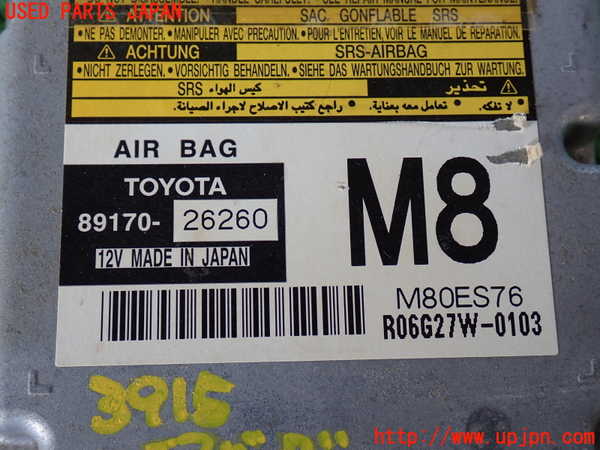 USED PARTS JAPAN
ATTENTION SAC. GONFLABLE SRS
•NE PAS DEMONTER. •MANIPULER AVEC PRECAUTION. •POUR L'ENTRETIEN, VOIR LE MANUEL DE REPARATION.
ACHTUNG SRS-AIRBAG
•NICHT ZERLEGEN. •VORSICHTIG BEHANDELN. •SIEHE DAS WARTUNGSHANDBUCH ZUR WARTUNG.
تحذير كيس الهواء SRS
• لا تفكه. • تعامل معه بعناية. • راجع كتيب الاصلاح لاجراء الصيانة.
AIR BAG
TOYOTA
89170- 26260
12V MADE IN JAPAN
M8
M80ES76
R06G27W-0103
3915
http://www.upjpn.com/